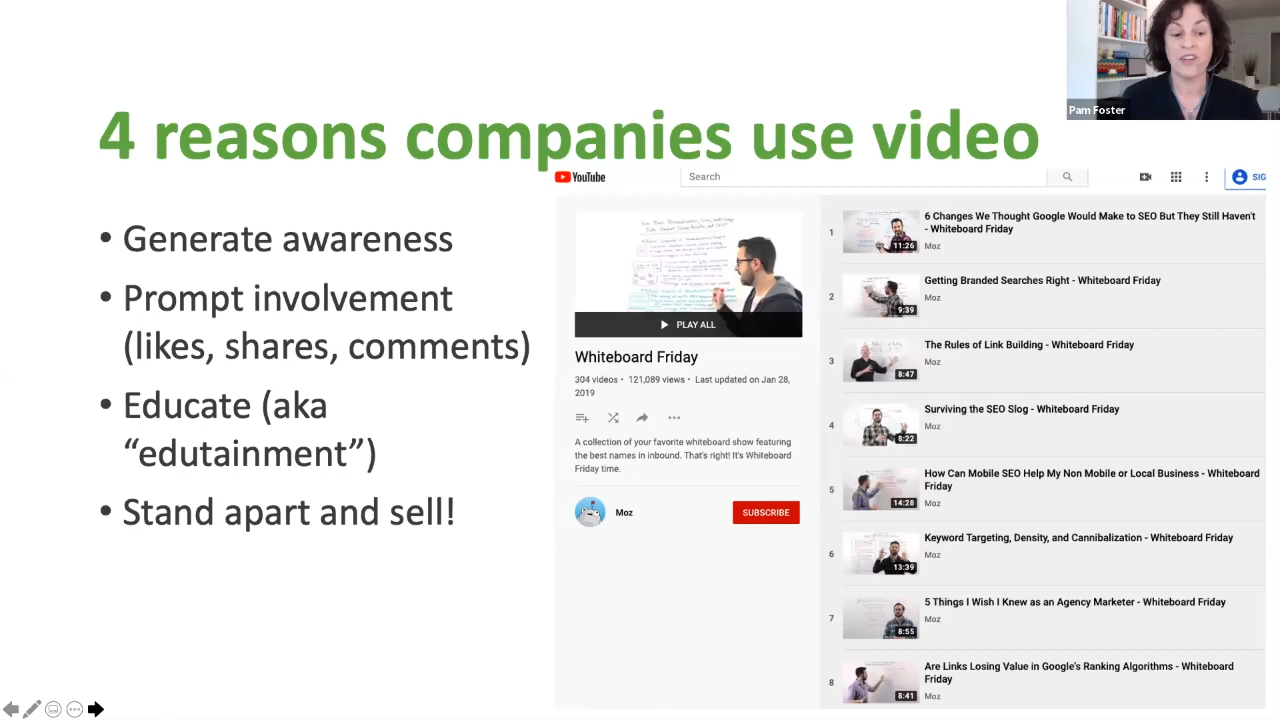 Pam Foster
4 reasons companies use video
• Generate awareness
• Prompt involvement
(likes, shares, comments)
• Educate (aka
“edutainment”)
• Stand apart and sell!
YouTube
Search
SIG
PLAY ALL
Whiteboard Friday
304 videos • 121,089 views • Last updated on Jan 28,
2019
A collection of your favorite whiteboard show featuring
the best names in inbound. That's right! It's Whiteboard
Friday time.
Moz
SUBSCRIBE
1
11:26
6 Changes We Thought Google Would Make to SEO But They Still Haven't
- Whiteboard Friday
Moz
2
9:39
Getting Branded Searches Right - Whiteboard Friday
Moz
3
8:47
The Rules of Link Building - Whiteboard Friday
Moz
4
8:22
Surviving the SEO Slog - Whiteboard Friday
Moz
5
14:28
How Can Mobile SEO Help My Non Mobile or Local Business - Whiteboard
Friday
Moz
6
13:39
Keyword Targeting, Density, and Cannibalization - Whiteboard Friday
Moz
7
8:55
5 Things I Wish I Knew as an Agency Marketer - Whiteboard Friday
Moz
8
8:41
Are Links Losing Value in Google's Ranking Algorithms - Whiteboard
Friday
Moz